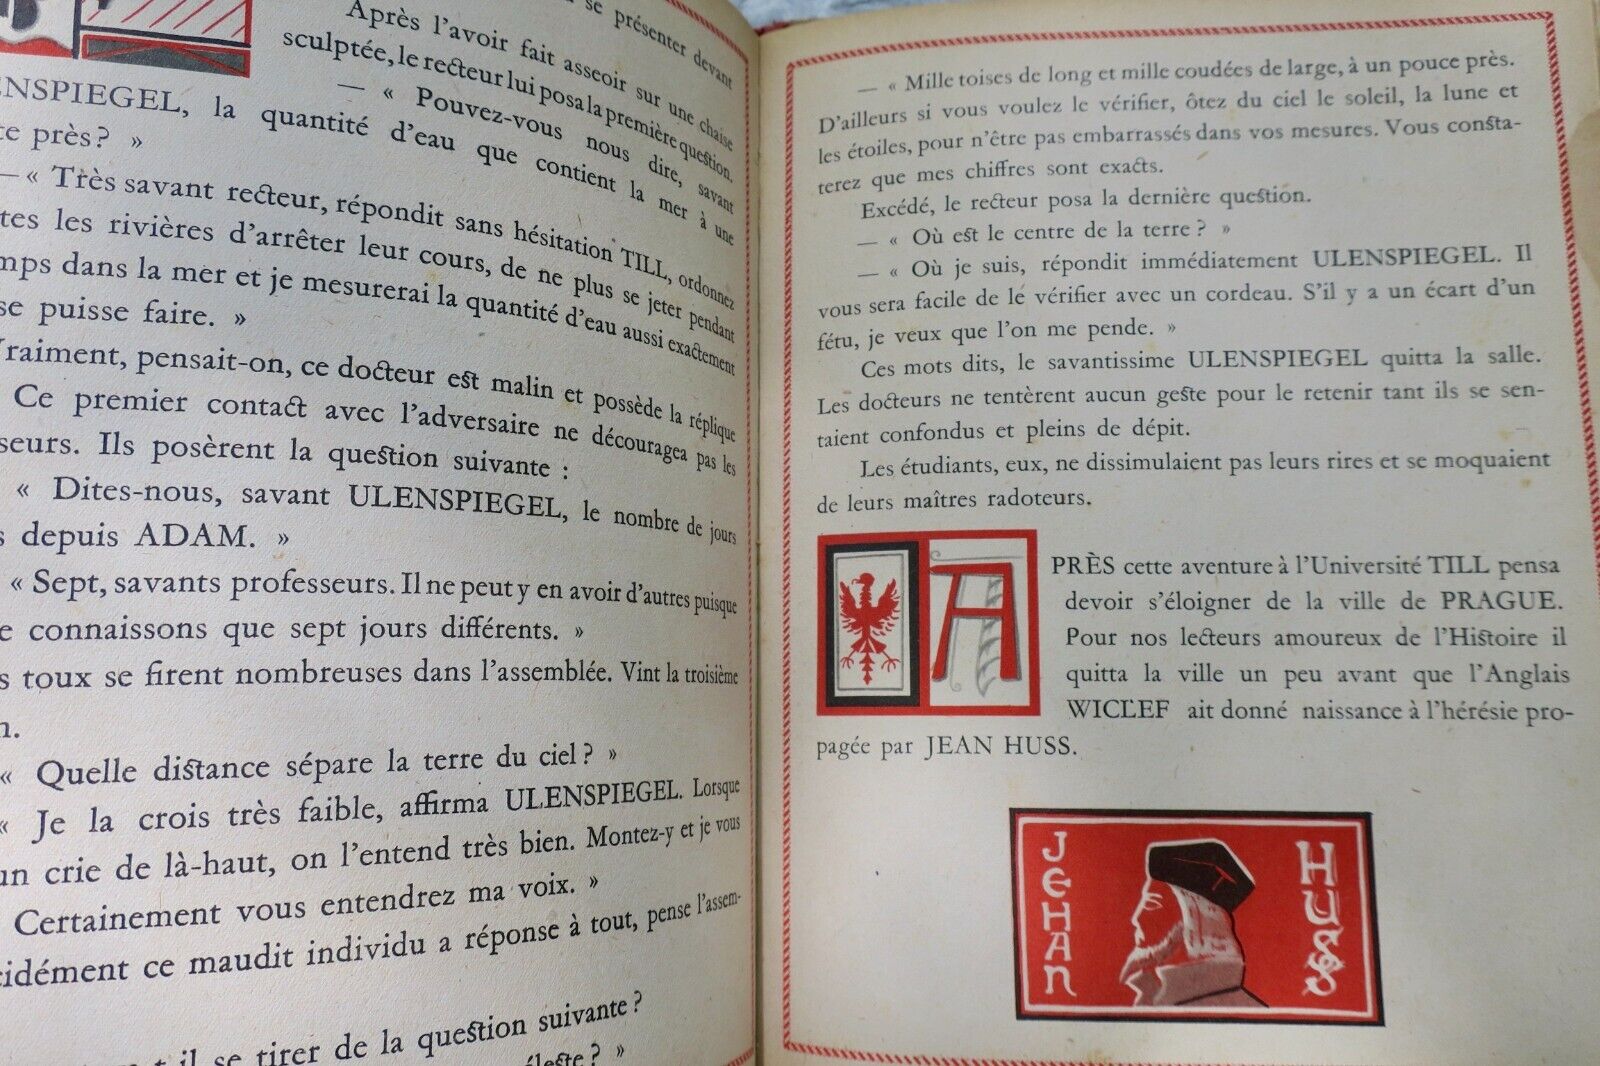 se présenter devant
Après l'avoir fait asseoir sur une chaise
sculptée, le recteur lui posa la première question.
— « Pouvez-vous nous dire, savant
ENSPIEGEL, la quantité d'eau que contient la mer à une
près? »
— « Très savant recteur, répondit sans hésitation TILL, ordonnez
tes les rivières d'arrêter leur cours, de ne plus se jeter pendant
mps dans la mer et je mesurerai la quantité d'eau aussi exactement
se puisse faire. »
Vraiment, pensait-on, ce docteur est malin et possède la réplique
Ce premier contact avec l'adversaire ne découragea pas les
sseurs. Ils posèrent la question suivante :
« Dites-nous, savant ULENSPIEGEL, le nombre de jours
s depuis ADAM. »
« Sept, savants professeurs. Il ne peut y en avoir d'autres puisque
e connaissons que sept jours différents. »
s toux se firent nombreuses dans l'assemblée. Vint la troisième
n.
« Quelle distance sépare la terre du ciel? »
« Je la crois très faible, affirma ULENSPIEGEL. Lorsque
un crie de là-haut, on l'entend très bien. Montez-y et je vous
Certainement vous entendrez ma voix. »
cidément ce maudit individu a réponse à tout, pense l'assem-
il se tirer de la question suivante?
éleste? »
— « Mille toises de long et mille coudées de large, à un pouce près.
D'ailleurs si vous voulez le vérifier, ôtez du ciel le soleil, la lune et
les étoiles, pour n'être pas embarrassés dans vos mesures. Vous consta-
terez que mes chiffres sont exacts.
Excédé, le recteur posa la dernière question.
— « Où est le centre de la terre? »
— « Où je suis, répondit immédiatement ULENSPIEGEL. Il
vous sera facile de le vérifier avec un cordeau. S'il y a un écart d'un
fétu, je veux que l'on me pende. »
Ces mots dits, le savantissime ULENSPIEGEL quitta la salle.
Les docteurs ne tentèrent aucun geste pour le retenir tant ils se sen-
taient confondus et pleins de dépit.
Les étudiants, eux, ne dissimulaient pas leurs rires et se moquaient
de leurs maîtres radoteurs.
APRÈS cette aventure à l'Université TILL pensa
devoir s'éloigner de la ville de PRAGUE.
Pour nos lecteurs amoureux de l'Histoire il
quitta la ville un peu avant que l'Anglais
WICLEF ait donné naissance à l'hérésie pro-
pagée par JEAN HUSS.
JEHAN
HUSS